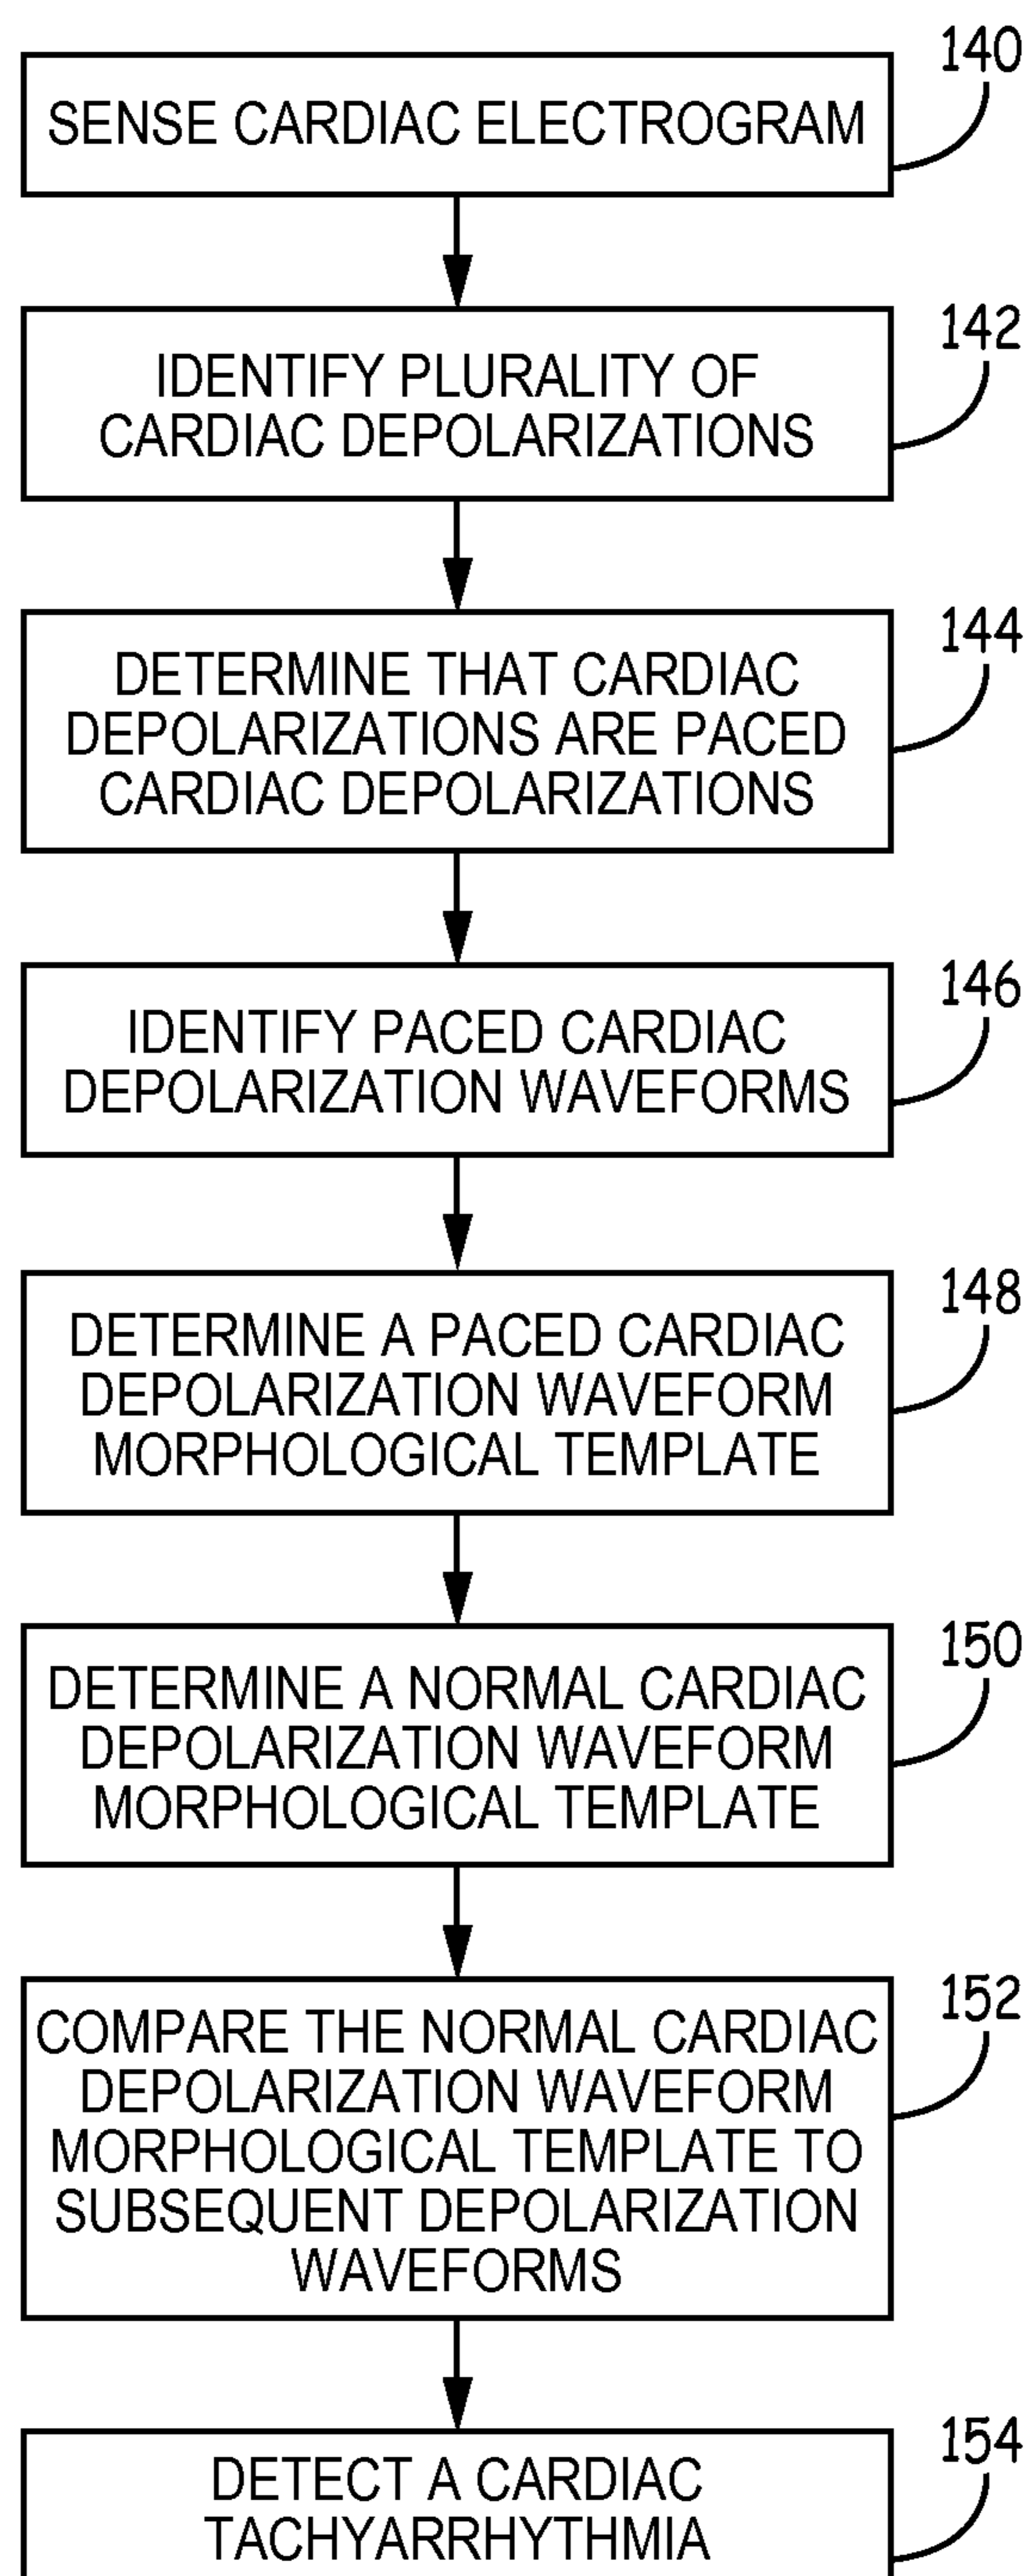 140
SENSE CARDIAC ELECTROGRAM
142
IDENTIFY PLURALITY OF
CARDIAC DEPOLARIZATIONS
144
DETERMINE THAT CARDIAC
DEPOLARIZATIONS ARE PACED
CARDIAC DEPOLARIZATIONS
146
IDENTIFY PACED CARDIAC
DEPOLARIZATION WAVEFORMS
148
DETERMINE A PACED CARDIAC
DEPOLARIZATION WAVEFORM
MORPHOLOGICAL TEMPLATE
150
DETERMINE A NORMAL CARDIAC
DEPOLARIZATION WAVEFORM
MORPHOLOGICAL TEMPLATE
152
COMPARE THE NORMAL CARDIAC
DEPOLARIZATION WAVEFORM
MORPHOLOGICAL TEMPLATE TO
SUBSEQUENT DEPOLARIZATION
WAVEFORMS
154
DETECT A CARDIAC
TACHYARRHYTHMIA